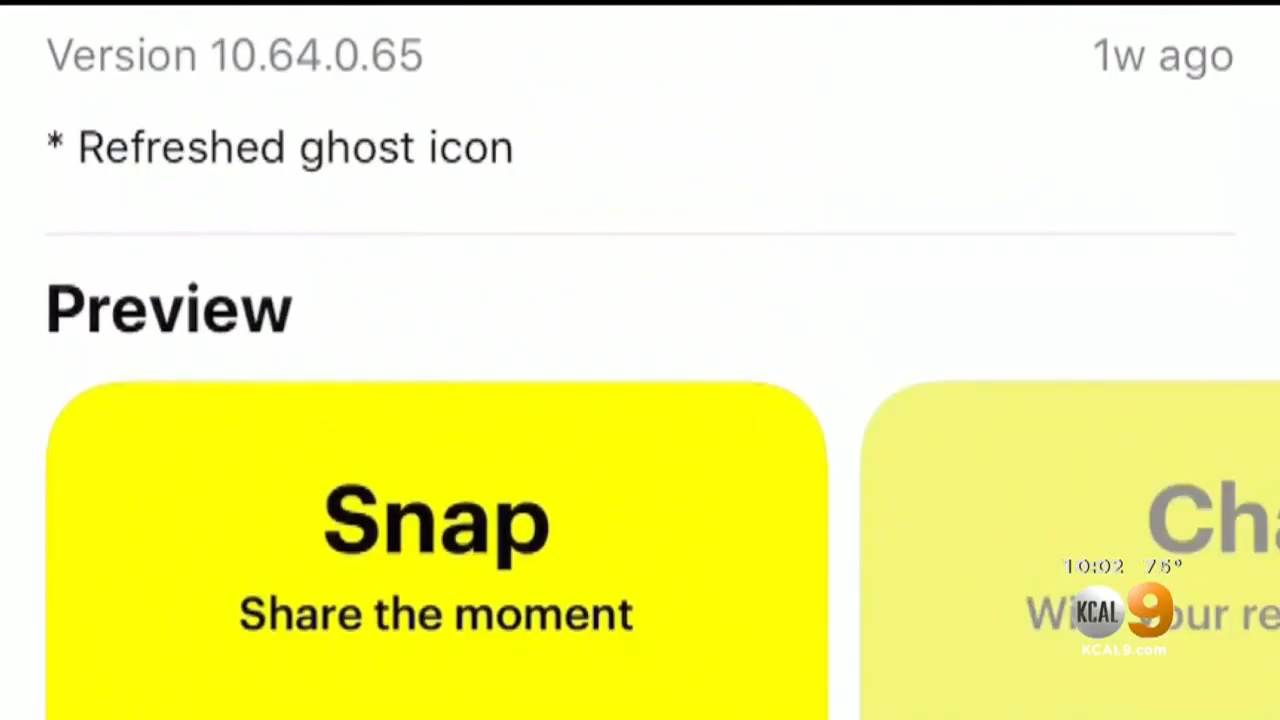 Version 10.64.0.65 1w ago
* Refreshed ghost icon
Preview
Snap
Share the moment
10:02 75°
KCAL 9
KCAL9.com